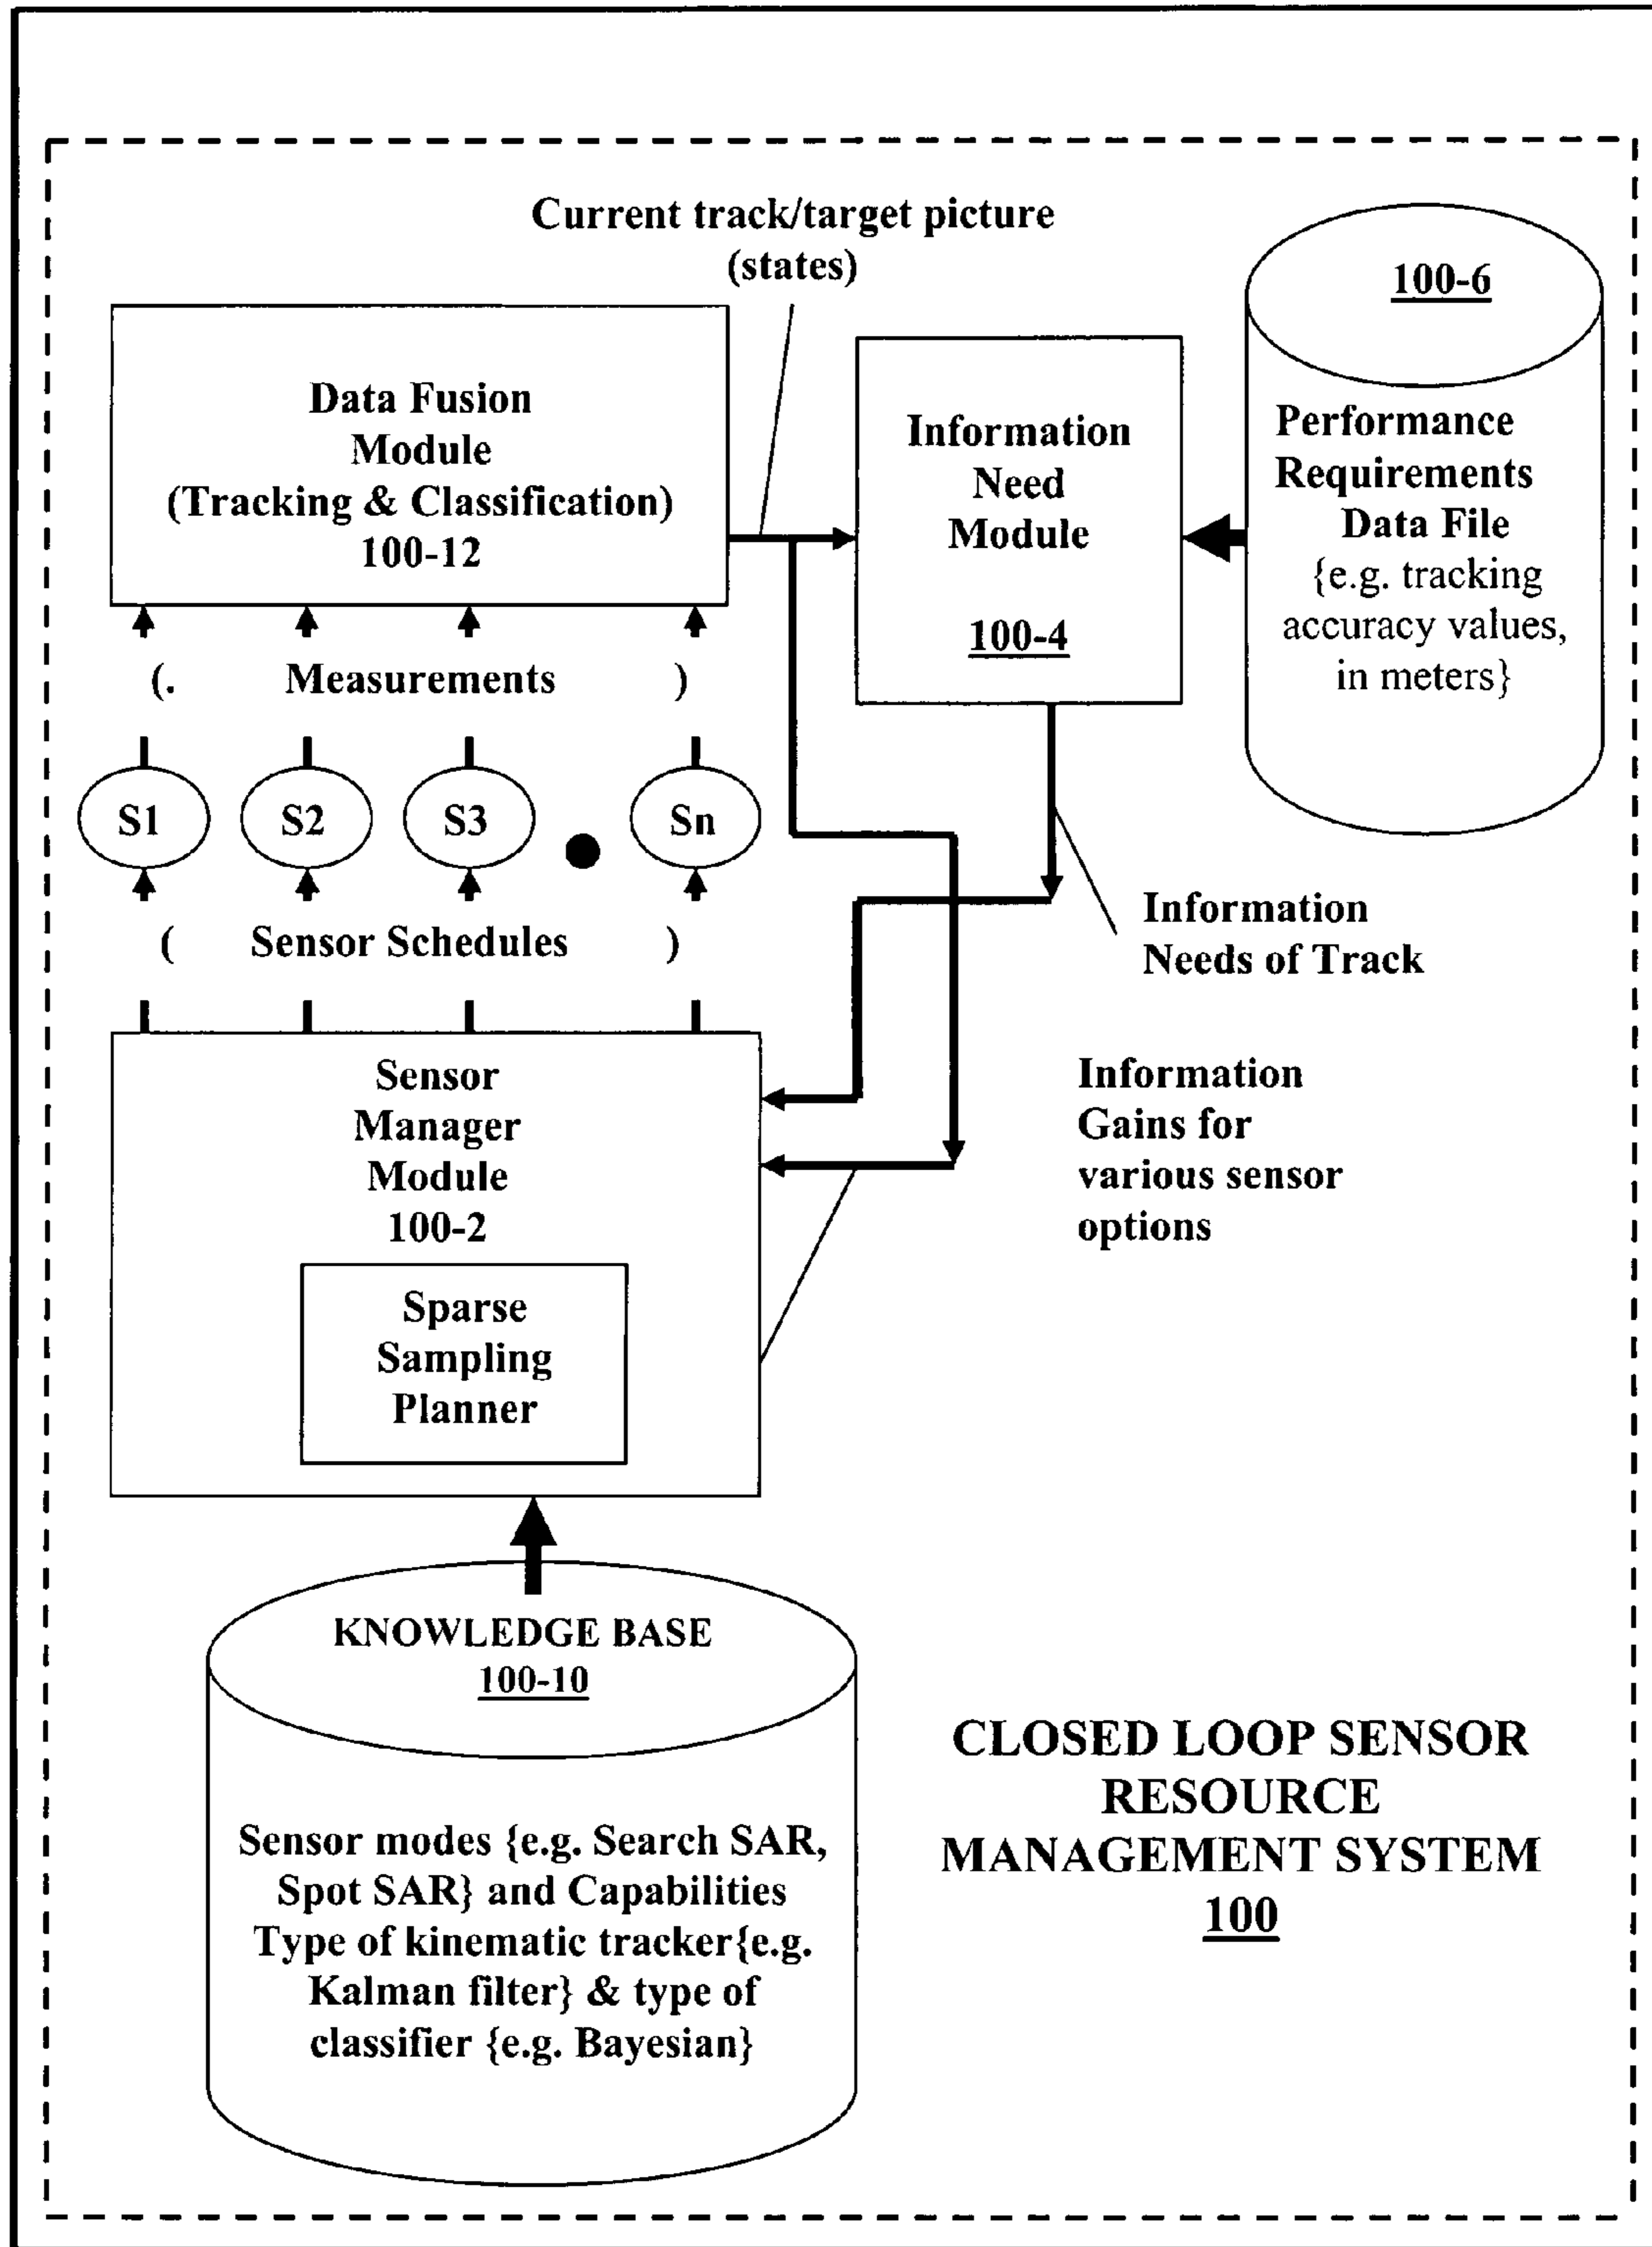 Current track/target picture
(states)
100-6
Data Fusion
Module
(Tracking & Classification)
100-12
Information
Need
Module
100-4
Performance
Requirements
Data File
{e.g. tracking
accuracy values,
in meters}
(. Measurements )
S1 S2 S3 Sn
( Sensor Schedules )
Information
Needs of Track
Sensor
Manager
Module
100-2
Information
Gains for
various sensor
options
Sparse
Sampling
Planner
KNOWLEDGE BASE
100-10
Sensor modes {e.g. Search SAR,
Spot SAR} and Capabilities
Type of kinematic tracker{e.g.
Kalman filter} & type of
classifier {e.g. Bayesian}
CLOSED LOOP SENSOR
RESOURCE
MANAGEMENT SYSTEM
100